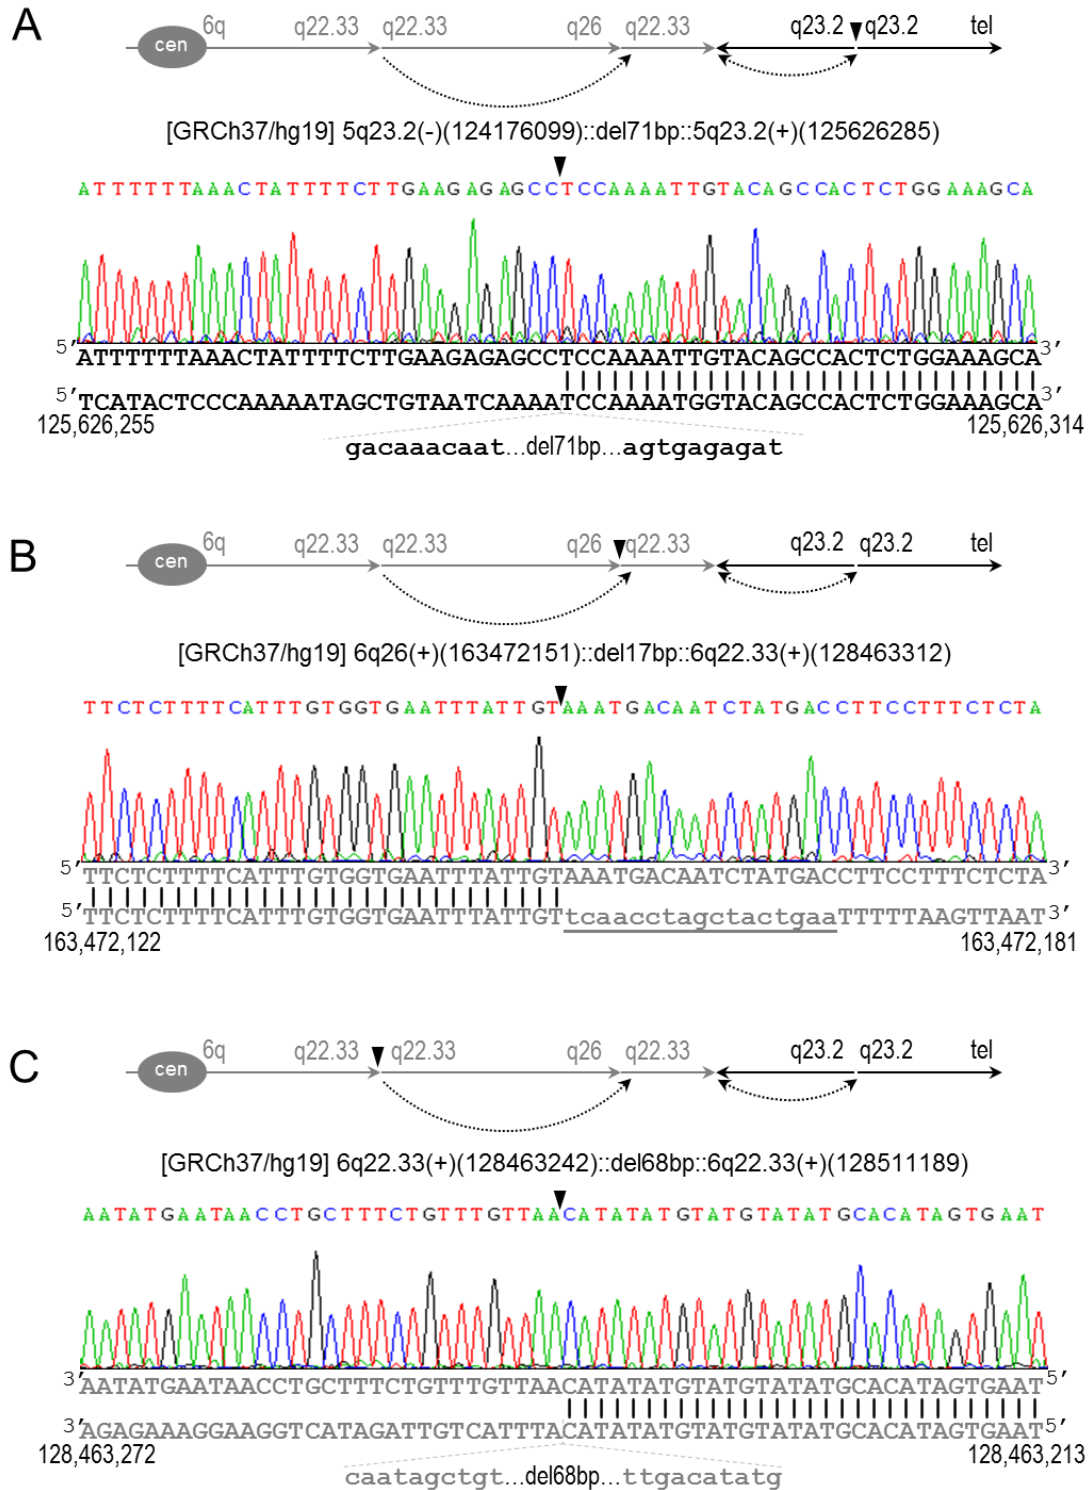 A
6q q22.33 q22.33 q26 q22.33 q23.2 q23.2 tel
cen
[GRCh37/hg19] 5q23.2(-)(124176099)::del71bp::5q23.2(+)(125626285)
ATTTTTTAAACTATTTTCTTGAAGAGAGCCTCCAAAATTGTACAGCCACTCTGGAAAGCA
5′ATTTTTTAAACTATTTTCTTGAAGAGAGCCTCCAAAATTGTACAGCCACTCTGGAAAGCA3′
5′TCATACTCCCAAAAATAGCTGTAATCAAAATCCAAAATGGTACAGCCACTCTGGAAAGCA3′
125,626,255 125,626,314
gacaaacaat...del71bp...agtgagagat
B
6q q22.33 q22.33 q26 q22.33 q23.2 q23.2 tel
cen
[GRCh37/hg19] 6q26(+)(163472151)::del17bp::6q22.33(+)(128463312)
TTCTCTTTTCATTTGTGGTGAATTTATTGTAAATGACAATCTATGACCTTCCTTTCTCTA
5′TTCTCTTTTCATTTGTGGTGAATTTATTGTAAATGACAATCTATGACCTTCCTTTCTCTA3′
5′TTCTCTTTTCATTTGTGGTGAATTTATTGTtcaacctagctactgaaTTTTTAAGTTAAT3′
163,472,122 163,472,181
C
6q q22.33 q22.33 q26 q22.33 q23.2 q23.2 tel
cen
[GRCh37/hg19] 6q22.33(+)(128463242)::del68bp::6q22.33(+)(128511189)
AATATGAATAACCTGCTTTCTGTTTGTTAACATATATGTATGTATATGCACATAGTGAAT
3′AATATGAATAACCTGCTTTCTGTTTGTTAACATATATGTATGTATATGCACATAGTGAAT5′
3′AGAGAAAGGAAGGTCATAGATTGTCATTTACATATATGTATGTATATGCACATAGTGAAT5′
128,463,272 128,463,213
caatagctgt...del68bp...ttgacatatg